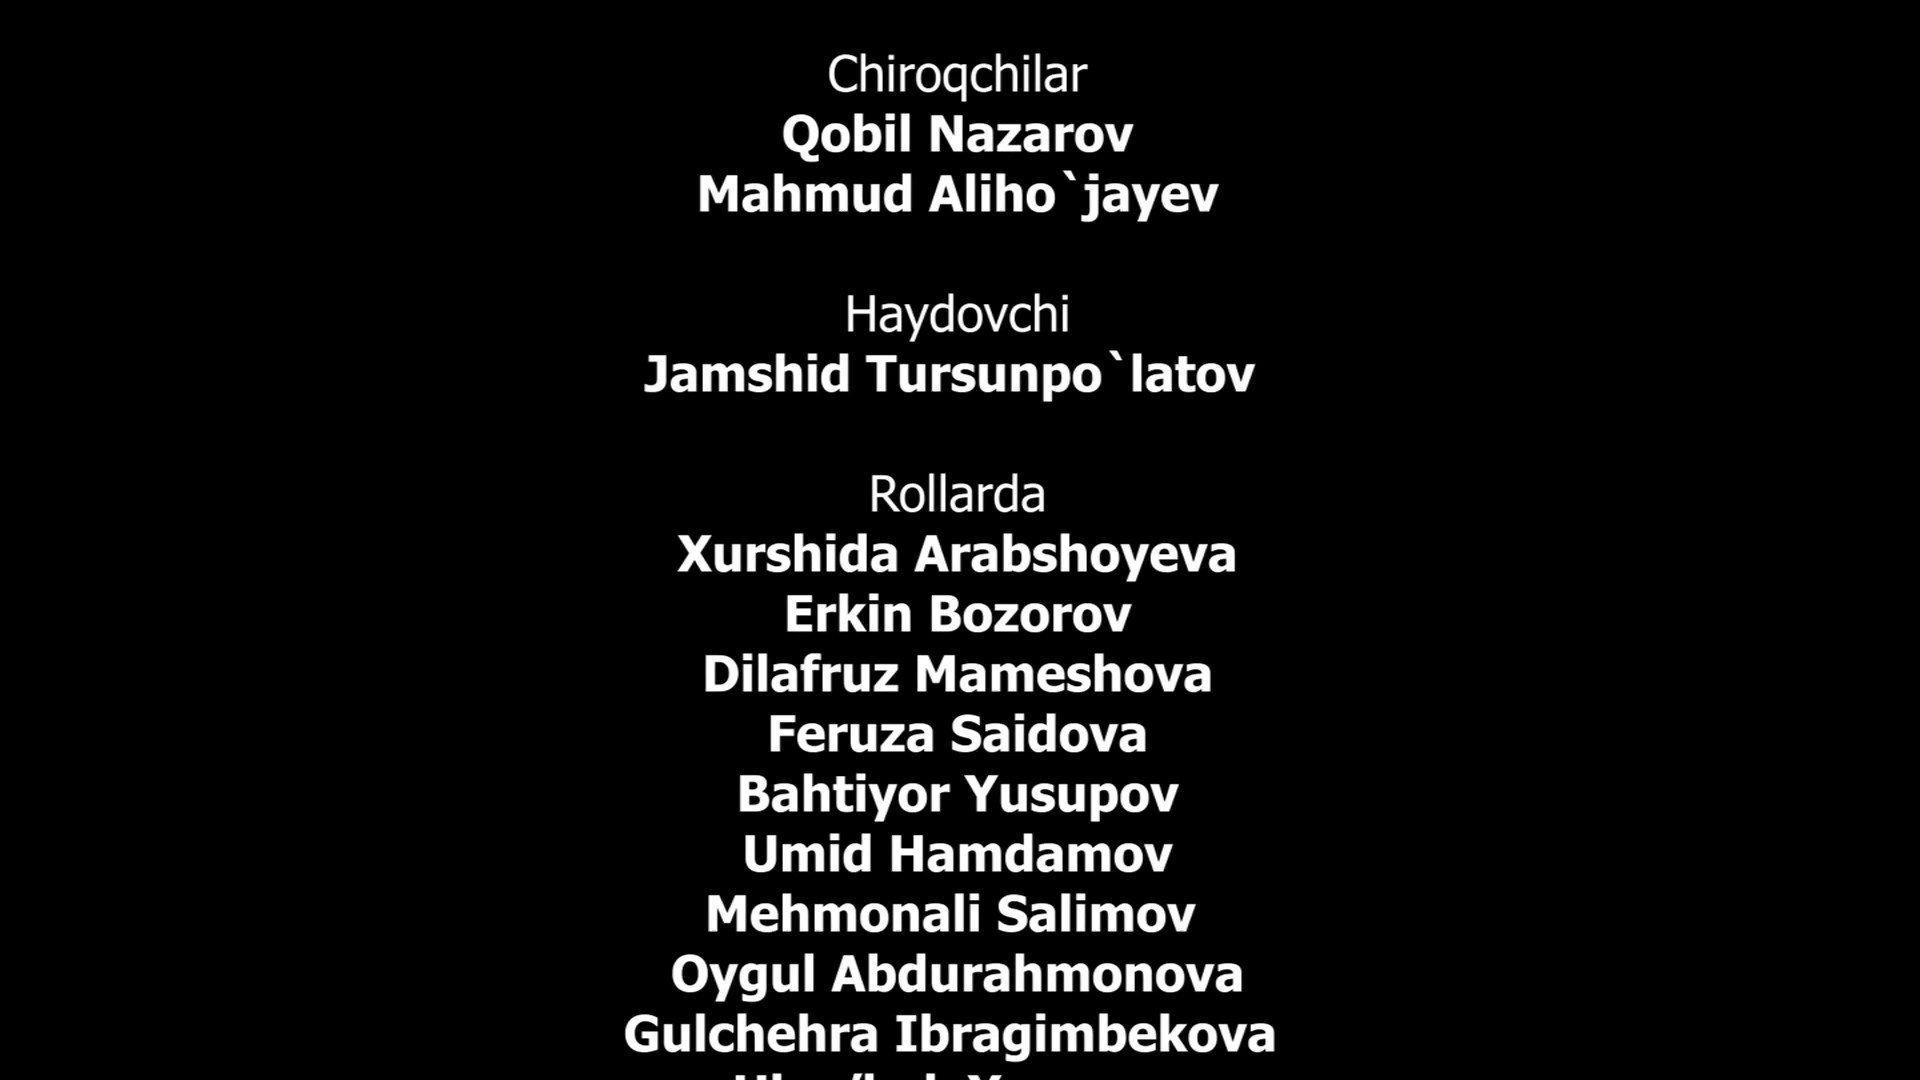 Chiroqchilar
Qobil Nazarov
Mahmud Aliho`jayev
Haydovchi
Jamshid Tursunpo`latov
Rollarda
Xurshida Arabshoyeva
Erkin Bozorov
Dilafruz Mameshova
Feruza Saidova
Bahtiyor Yusupov
Umid Hamdamov
Mehmonali Salimov
Oygul Abdurahmonova
Gulchehra Ibragimbekova